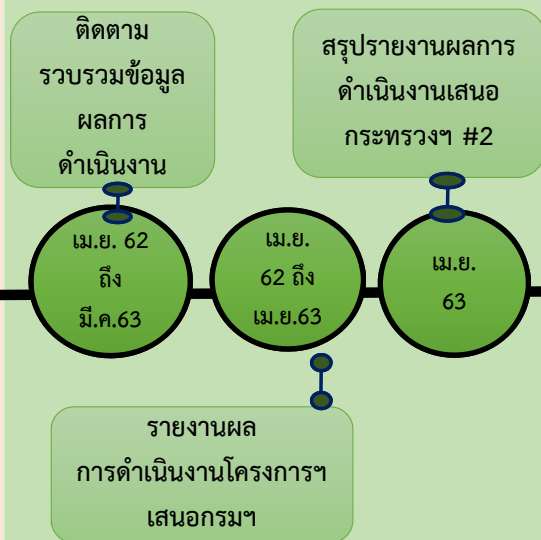 ติดตาม
รวบรวมข้อมูล
ผลการ
ดำเนินงาน
สรุปรายงานผลการ
ดำเนินงานเสนอ
กระทรวงฯ #2
เม.ย. 62
ถึง
มี.ค.63
เม.ย.
62 ถึง
เม.ย.63
เม.ย.
63
รายงานผล
การดำเนินงานโครงการฯ
เสนอกรมฯ